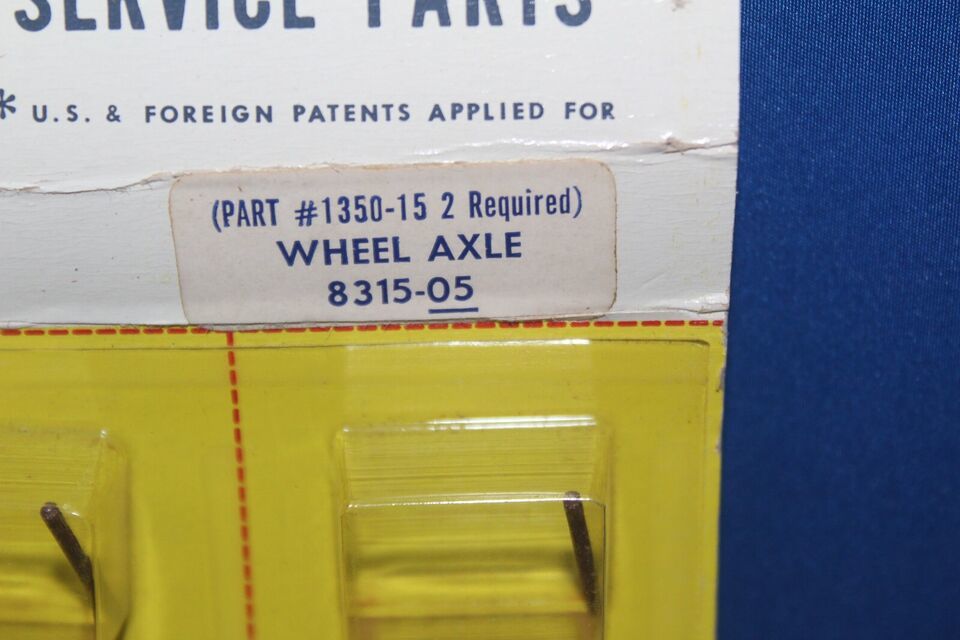 SERVICE PARTS
* U.S. & FOREIGN PATENTS APPLIED FOR
(PART #1350-15 2 Required)
WHEEL AXLE
8315-05